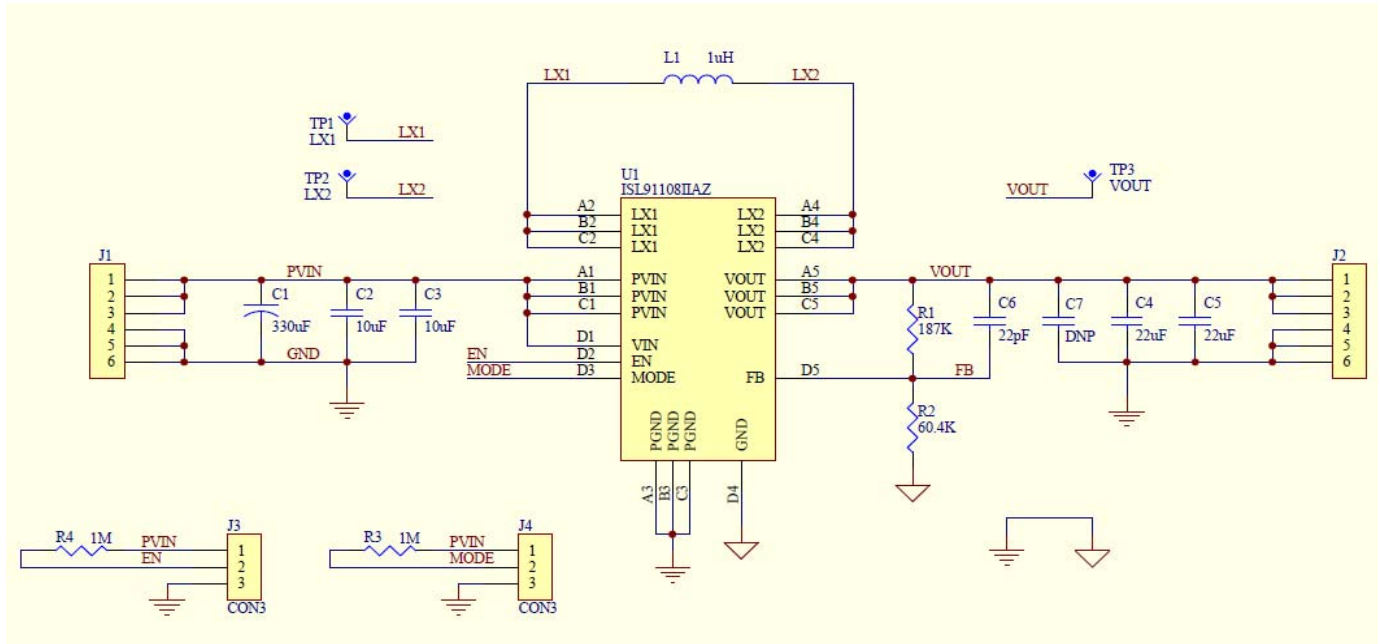 L1 1uH
LX1 LX2
TP1
LX1 LX1
TP2
LX2 LX2
TP3
VOUT VOUT
U1
ISL91108IIAZ
A2 LX1 LX2 A4
B2 LX1 LX2 B4
C2 LX1 LX2 C4
J1 J2
1 PVIN A1 PVIN VOUT A5 VOUT 1
2 B1 PVIN VOUT B5 2
3 C1 PVIN VOUT C5 3
4 4
5 5
6 6
C1
330uF
C2
10uF
C3
10uF
GND
R1
187K
C6
22pF
C7
DNP
C4
22uF
C5
22uF
D1 VIN
EN D2 EN
MODE D3 MODE FB D5 FB
R2
60.4K
PGND PGND PGND GND
A3 B3 C3 D4
J3
R4 1M PVIN 1
EN 2
3
CON3
J4
R3 1M PVIN 1
MODE 2
3
CON3